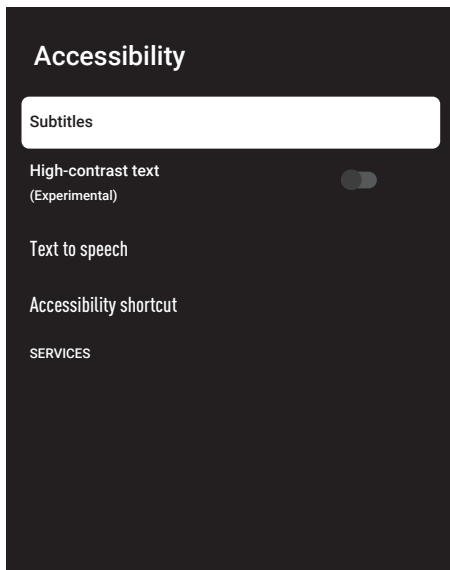 Accessibility
Subtitles
High-contrast text
(Experimental)
Text to speech
Accessibility shortcut
SERVICES